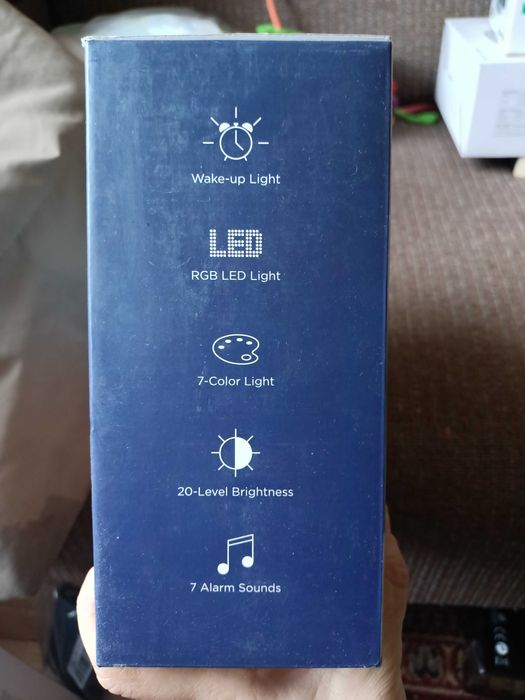 Wake-up Light
LED
RGB LED Light
7-Color Light
20-Level Brightness
7 Alarm Sounds